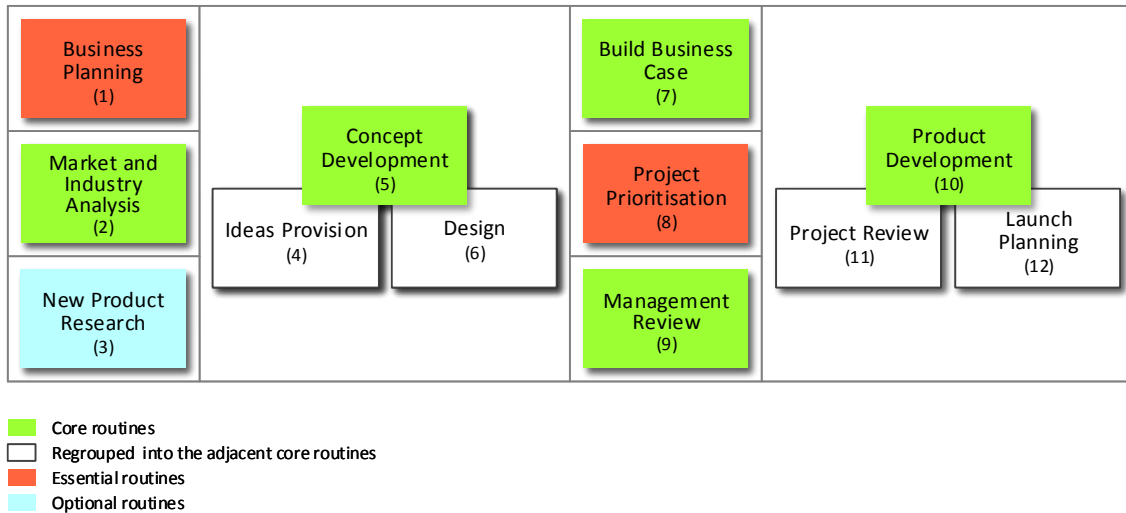 Business
Planning
(1)
Market and
Industry
Analysis
(2)
New Product
Research
(3)
Concept
Development
(5)
Ideas Provision
(4)
Design
(6)
Build Business
Case
(7)
Project
Prioritisation
(8)
Management
Review
(9)
Product
Development
(10)
Project Review
(11)
Launch
Planning
(12)
Core routines
Regrouped into the adjacent core routines
Essential routines
Optional routines